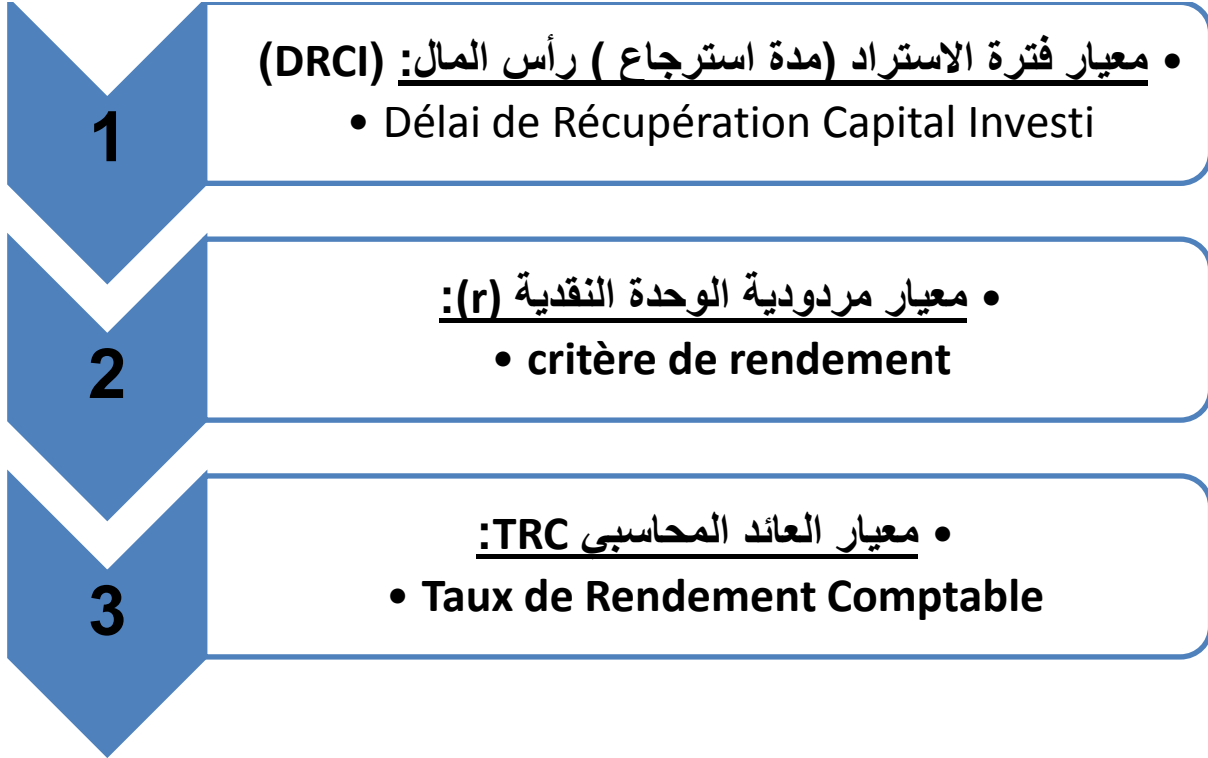 1
• معيار فترة الاستراد (مدة استرجاع ) رأس المال: (DRCI)
• Délai de Récupération Capital Investi
2
• معيار مردودية الوحدة النقدية (r):
• critère de rendement
3
• معيار العائد المحاسبي TRC:
• Taux de Rendement Comptable